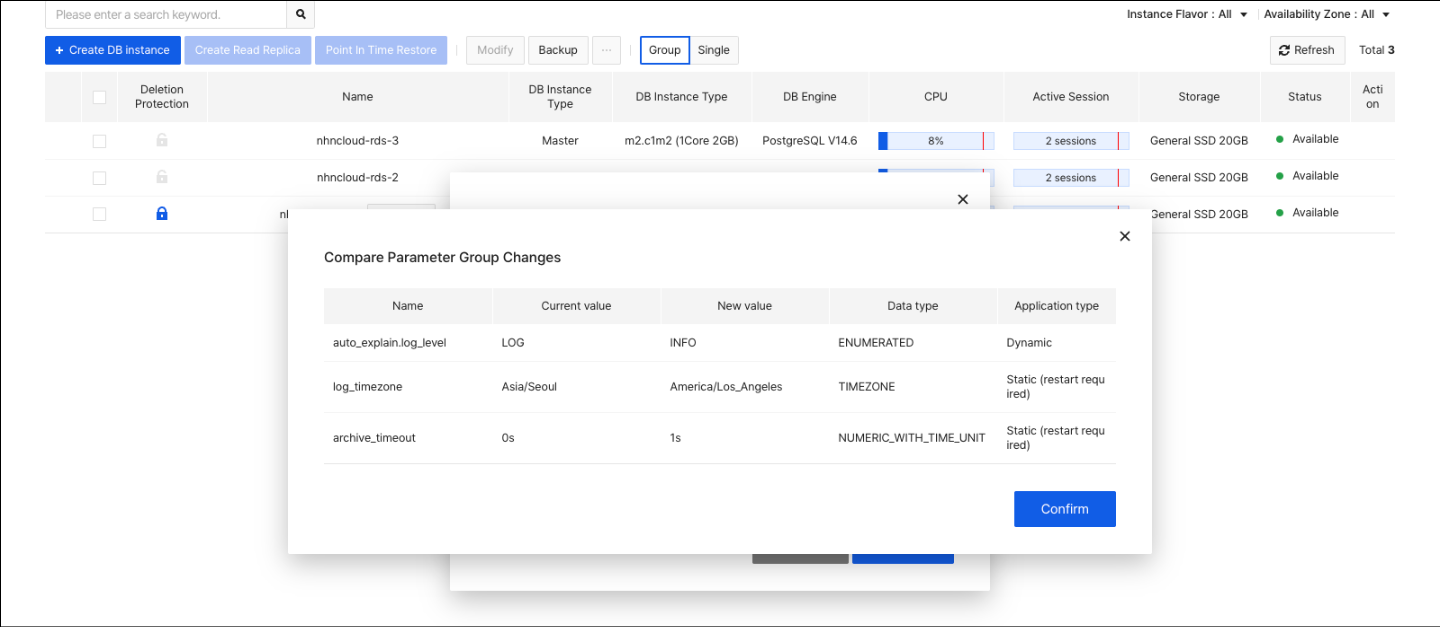 Please enter a search keyword.
Instance Flavor : All Availability Zone : All
+ Create DB instance Create Read Replica Point In Time Restore Modify Backup ... Group Single Refresh Total 3
Deletion Protection Name DB Instance Type DB Instance Type DB Engine CPU Active Session Storage Status Action
nhncloud-rds-3 Master m2.c1m2 (1Core 2GB) PostgreSQL V14.6 8% 2 sessions General SSD 20GB Available
nhncloud-rds-2 2 sessions General SSD 20GB Available
General SSD 20GB Available
Compare Parameter Group Changes
Name Current value New value Data type Application type
auto_explain.log_level LOG INFO ENUMERATED Dynamic
log_timezone Asia/Seoul America/Los_Angeles TIMEZONE Static (restart required)
archive_timeout 0s 1s NUMERIC_WITH_TIME_UNIT Static (restart required)
Confirm